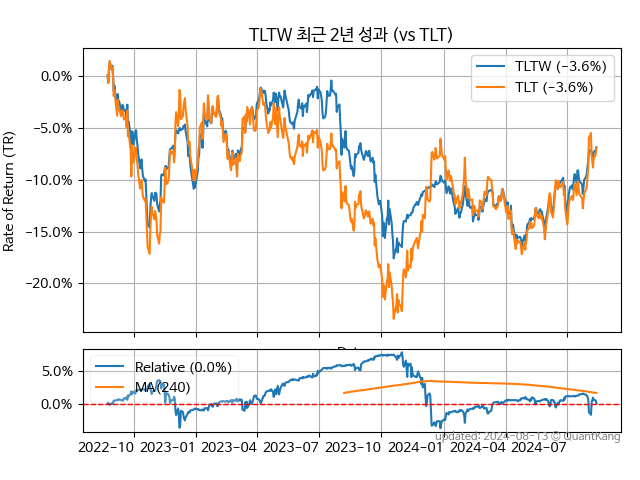 TLTW 최근 2년 성과 (vs TLT)
TLTW (−3.6%)
TLT (−3.6%)
Rate of Return (TR)
0.0%
−5.0%
−10.0%
−15.0%
−20.0%
Relative (0.0%)
MA(240)
5.0%
0.0%
2022-10 2023-01 2023-04 2023-07 2023-10 2024-01 2024-04 2024-07
updated: 2024-08-13 © QuantKang